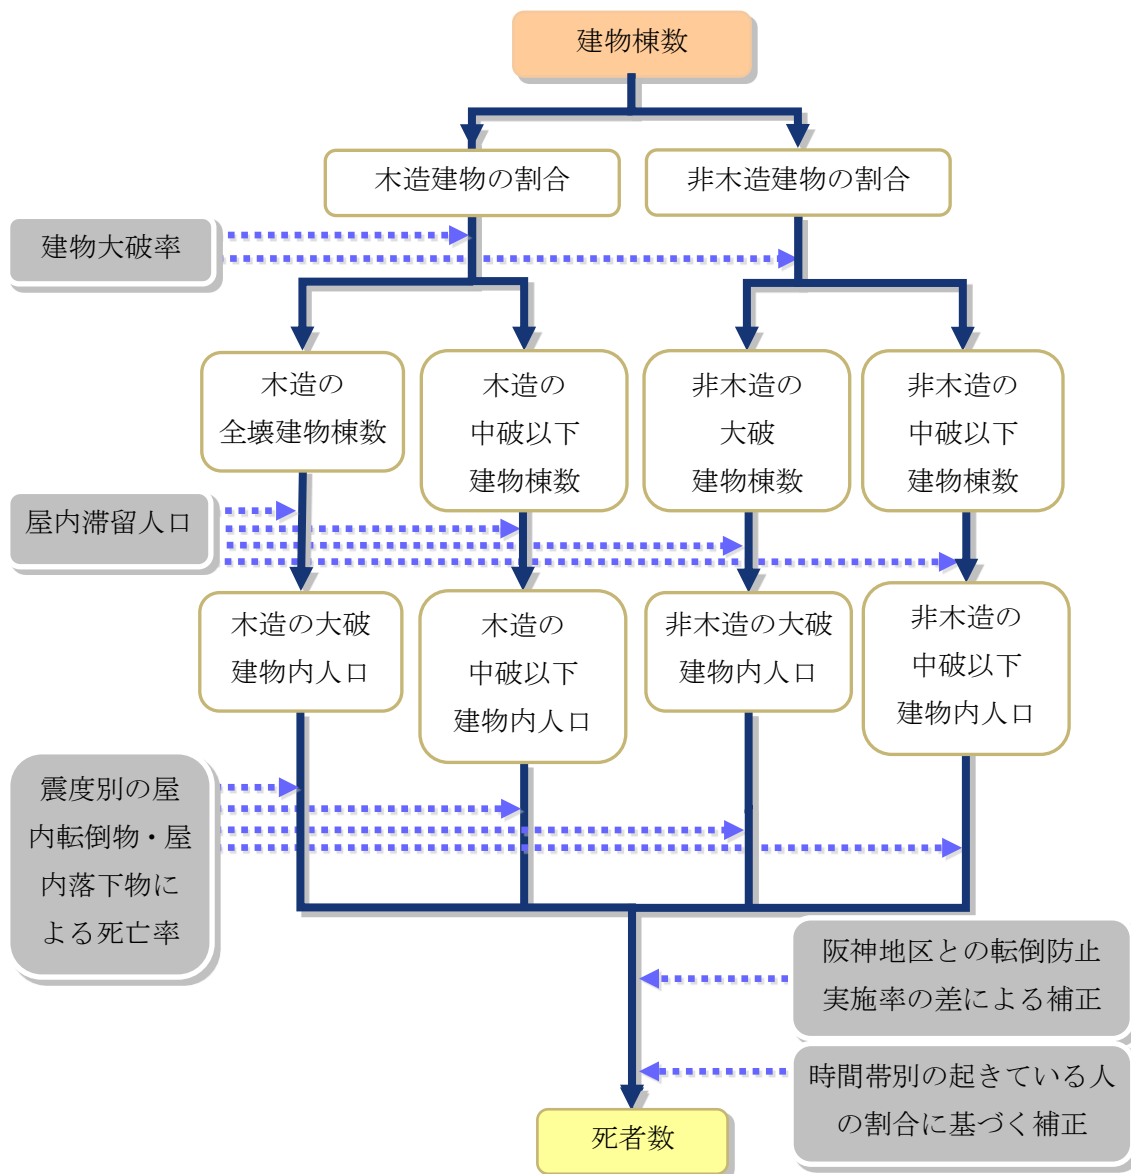 建物棟数
木造建物の割合
非木造建物の割合
建物大破率
木造の
全壊建物棟数
木造の
中破以下
建物棟数
非木造の
大破
建物棟数
非木造の
中破以下
建物棟数
屋内滞留人口
木造の大破
建物内人口
木造の
中破以下
建物内人口
非木造の大破
建物内人口
非木造の
中破以下
建物内人口
震度別の屋
内転倒物・屋
内落下物に
よる死亡率
阪神地区との転倒防止
実施率の差による補正
時間帯別の起きている人
の割合に基づく補正
死者数